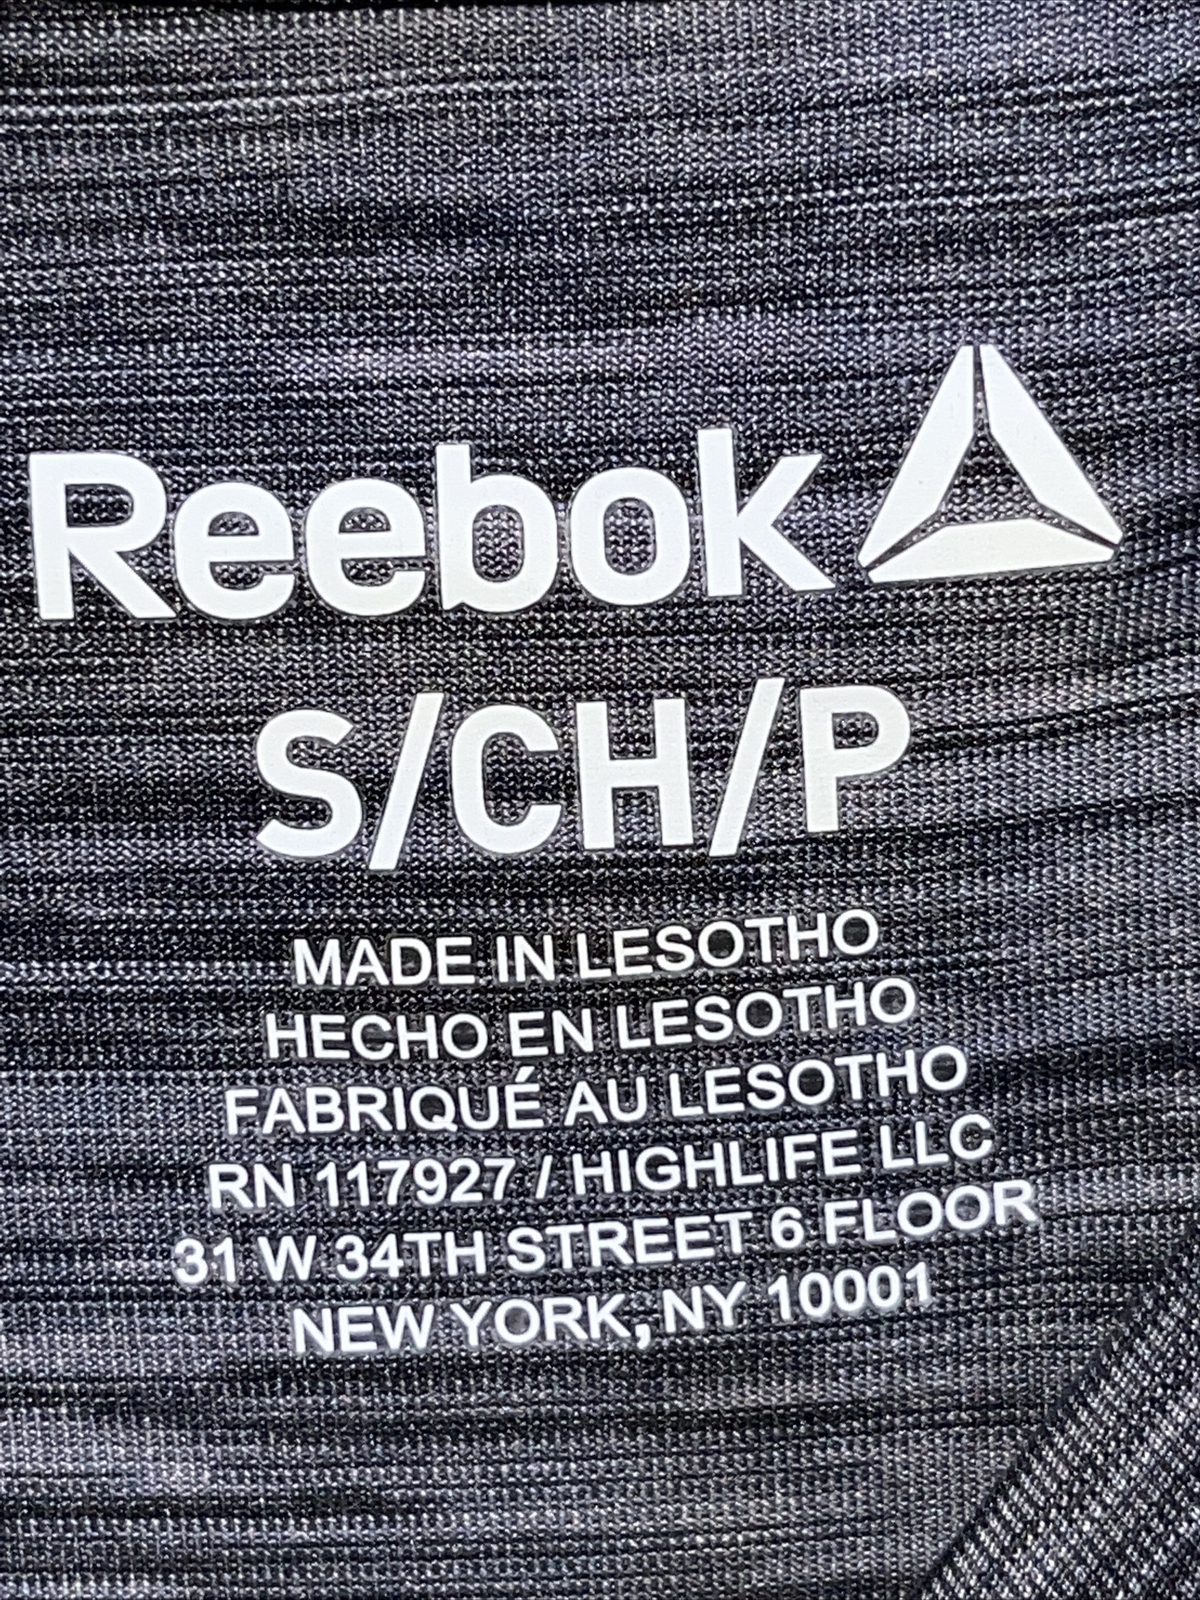 Reebok
S/CH/P
MADE IN LESOTHO
HECHO EN LESOTHO
FABRIQUÉ AU LESOTHO
RN 117927 / HIGHLIFE LLC
31 W 34TH STREET 6 FLOOR
NEW YORK, NY 10001